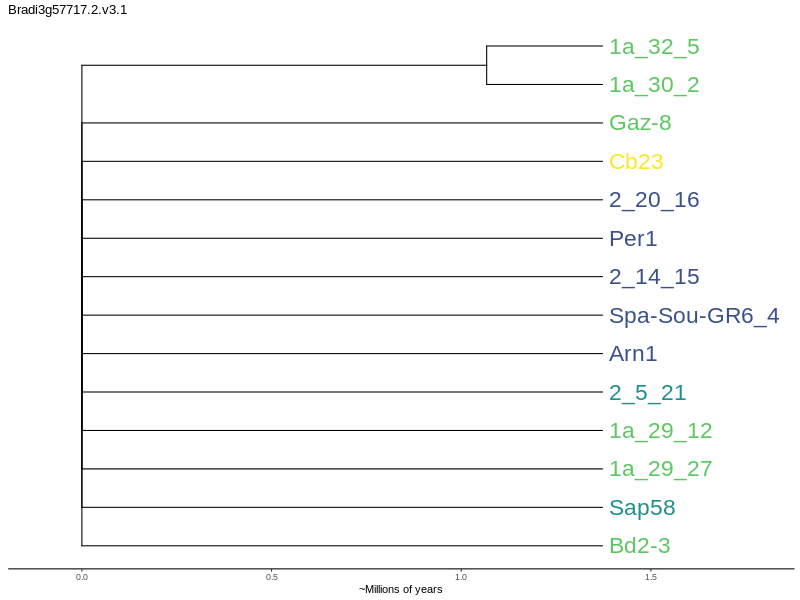 Bradi3g57717.2.v3.1
1a_32_5
1a_30_2
Gaz-8
Cb23
2_20_16
Per1
2_14_15
Spa-Sou-GR6_4
Arn1
2_5_21
1a_29_12
1a_29_27
Sap58
Bd2-3
0.0 0.5 1.0 1.5
~Millions of years